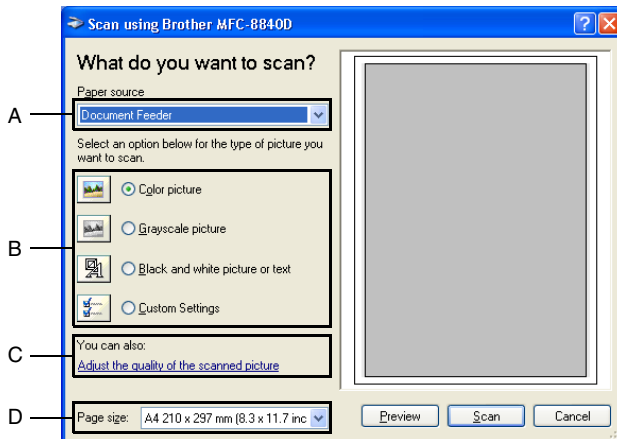 Scan using Brother MFC-8840D
What do you want to scan?
Paper source
A
Document Feeder
Select an option below for the type of picture you
want to scan.
B
Color picture
Grayscale picture
Black and white picture or text
Custom Settings
C
You can also:
Adjust the quality of the scanned picture
D
Page size: A4 210 x 297 mm (8.3 x 11.7 inc
Preview Scan Cancel